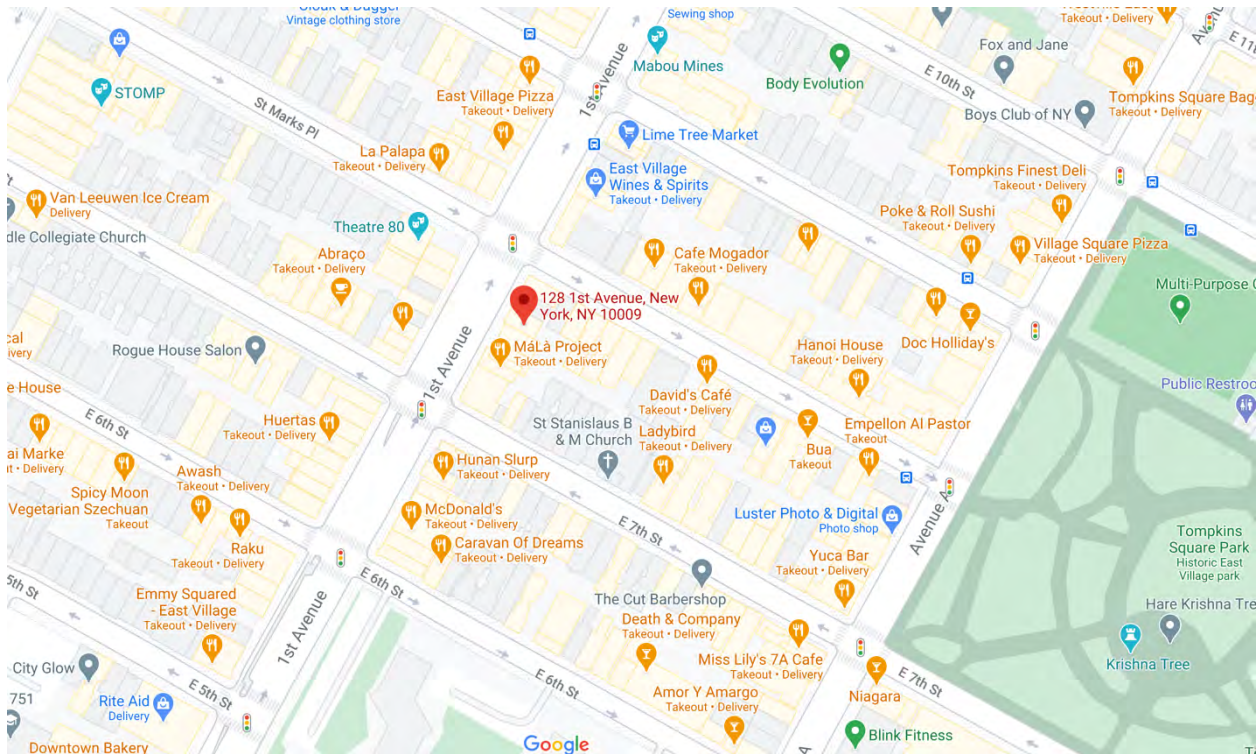 Cloak & Dagger
Vintage clothing store
Sewing shop
Takeout • Delivery
Avenue A
E 11th
Fox and Jane
E 10th St
Mabou Mines
Body Evolution
STOMP
East Village Pizza
Takeout • Delivery
1st Avenue
Boys Club of NY
Tompkins Square Bag
Takeout • Delivery
St Marks Pl
Lime Tree Market
La Palapa
Takeout • Delivery
East Village
Wines & Spirits
Takeout • Delivery
Tompkins Finest Deli
Takeout • Delivery
Van Leeuwen Ice Cream
Delivery
Theatre 80
Poke & Roll Sushi
Takeout • Delivery
dle Collegiate Church
Abraço
Takeout • Delivery
Cafe Mogador
Takeout • Delivery
Village Square Pizza
Takeout • Delivery
128 1st Avenue, New
York, NY 10009
Multi-Purpose
Rogue House Salon
MáLà Project
Takeout • Delivery
Hanoi House
Takeout • Delivery
Doc Holliday's
1st Avenue
cal
Takeout • Delivery
e House
David's Café
Takeout • Delivery
Public Restroo
E 6th St
Huertas
Takeout • Delivery
St Stanislaus B
& M Church
Ladybird
Takeout • Delivery
Bua
Takeout
Empellon Al Pastor
Takeout
ai Marke
ut • Delivery
Awash
Takeout • Delivery
Hunan Slurp
Takeout • Delivery
Spicy Moon
Vegetarian Szechuan
Takeout
McDonald's
Takeout • Delivery
E 7th St
Luster Photo & Digital
Photo shop
Avenue A
Raku
Takeout • Delivery
Caravan Of Dreams
Takeout • Delivery
Yuca Bar
Takeout • Delivery
Tompkins
Square Park
Historic East
Village park
E 5th St
Emmy Squared
- East Village
Takeout • Delivery
E 6th St
The Cut Barbershop
Hare Krishna Tre
1st Avenue
Death & Company
Takeout • Delivery
Krishna Tree
City Glow
Miss Lily's 7A Cafe
Takeout • Delivery
E 7th St
751
E 5th St
E 6th St
Rite Aid
Delivery
Amor Y Amargo
Takeout • Delivery
Niagara
Blink Fitness
Downtown Bakery
Google
A